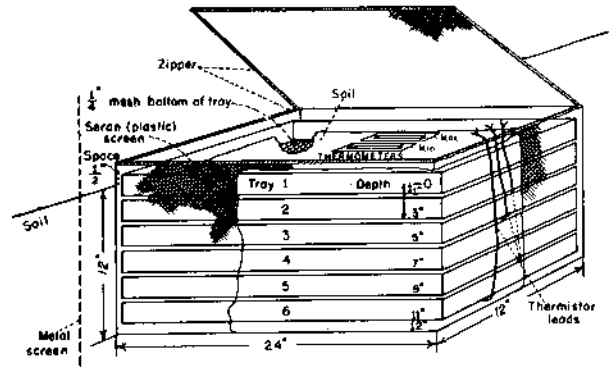 Zipper
1/4" mesh bottom of tray
Soil
Saran (plastic)
screen
Space
1/2"
Max
Min
THERMOMETERS
Tray 1 Depth 0
1"
2 3"
3 5"
4 7"
5 9"
6 11"
12"
Soil
12"
Metal
screen
24"
12"
Thermistor
leads